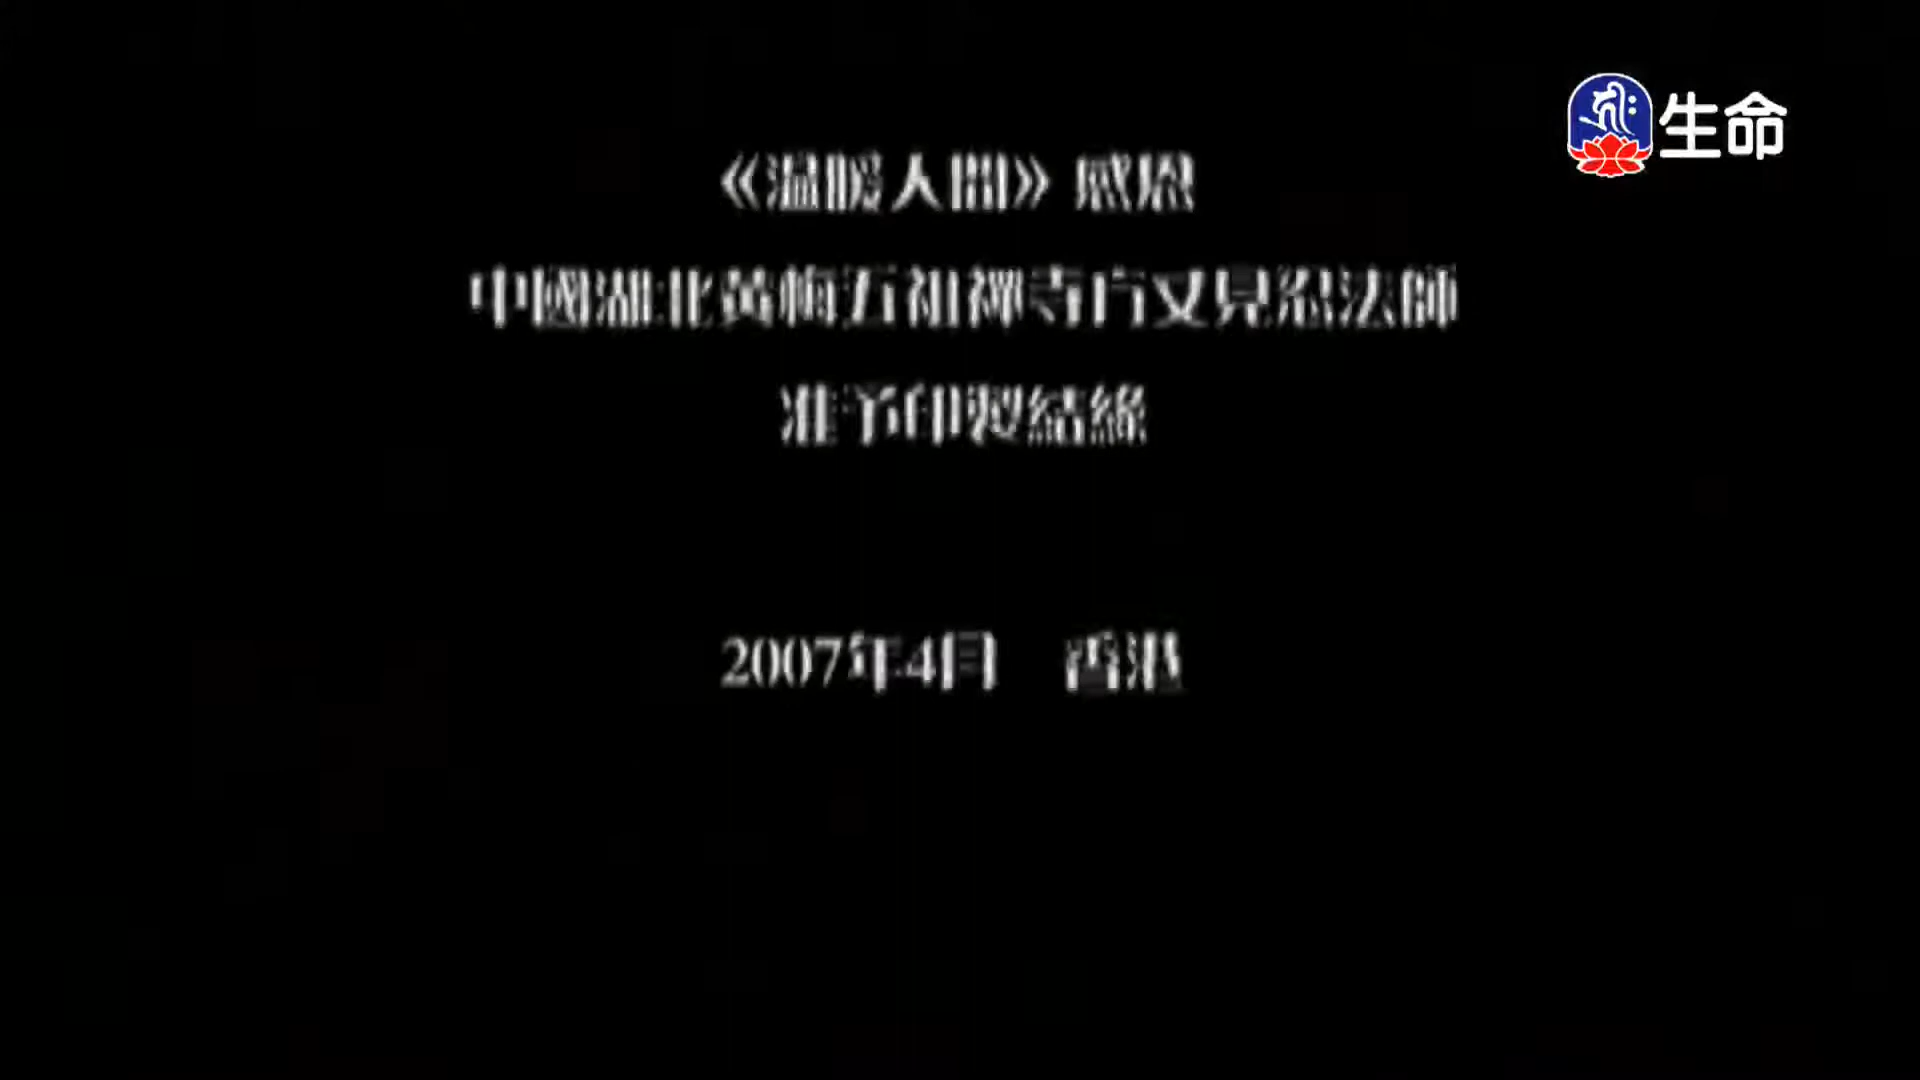 生命
《溫暖人間》感恩
中國湖北黃梅五祖禪寺方丈見忍法師
准予印製結緣
2007年4月 香港